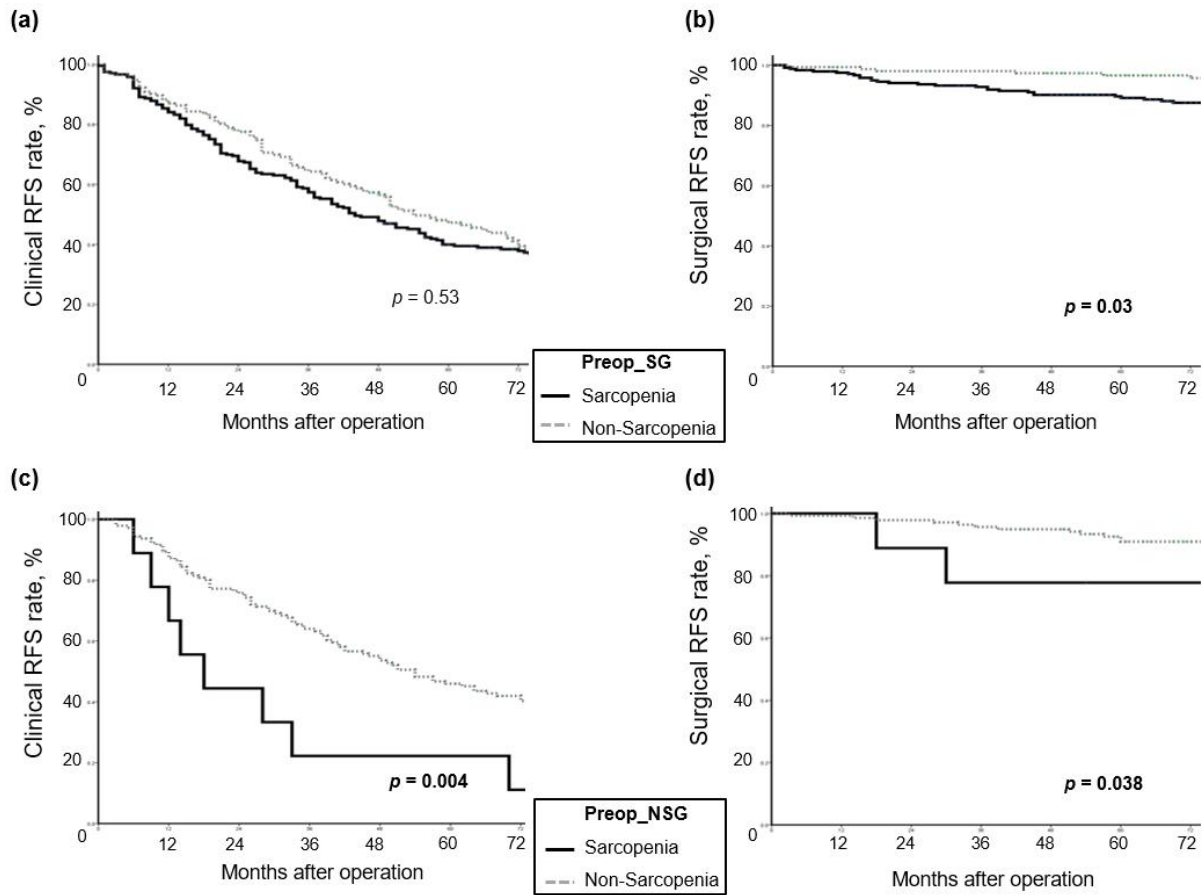 (a)
Clinical RFS rate, %
100
80
60
40
20
0
p = 0.53
12 24 36 48 60 72
Months after operation
(b)
Surgical RFS rate, %
100
80
60
40
20
0
p = 0.03
12 24 36 48 60 72
Months after operation
Preop_SG
Sarcopenia
Non-Sarcopenia
(c)
Clinical RFS rate, %
100
80
60
40
20
0
p = 0.004
12 24 36 48 60 72
Months after operation
(d)
Surgical RFS rate, %
100
80
60
40
20
0
p = 0.038
12 24 36 48 60 72
Months after operation
Preop_NSG
Sarcopenia
Non-Sarcopenia